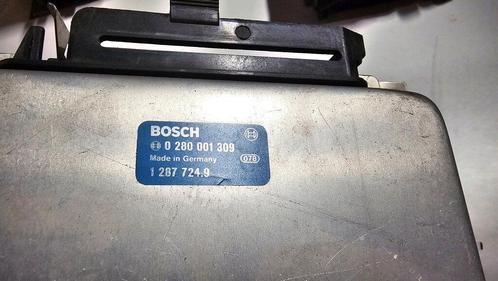 BOSCH
0 280 001 309
Made in Germany 078
1 287 724.9